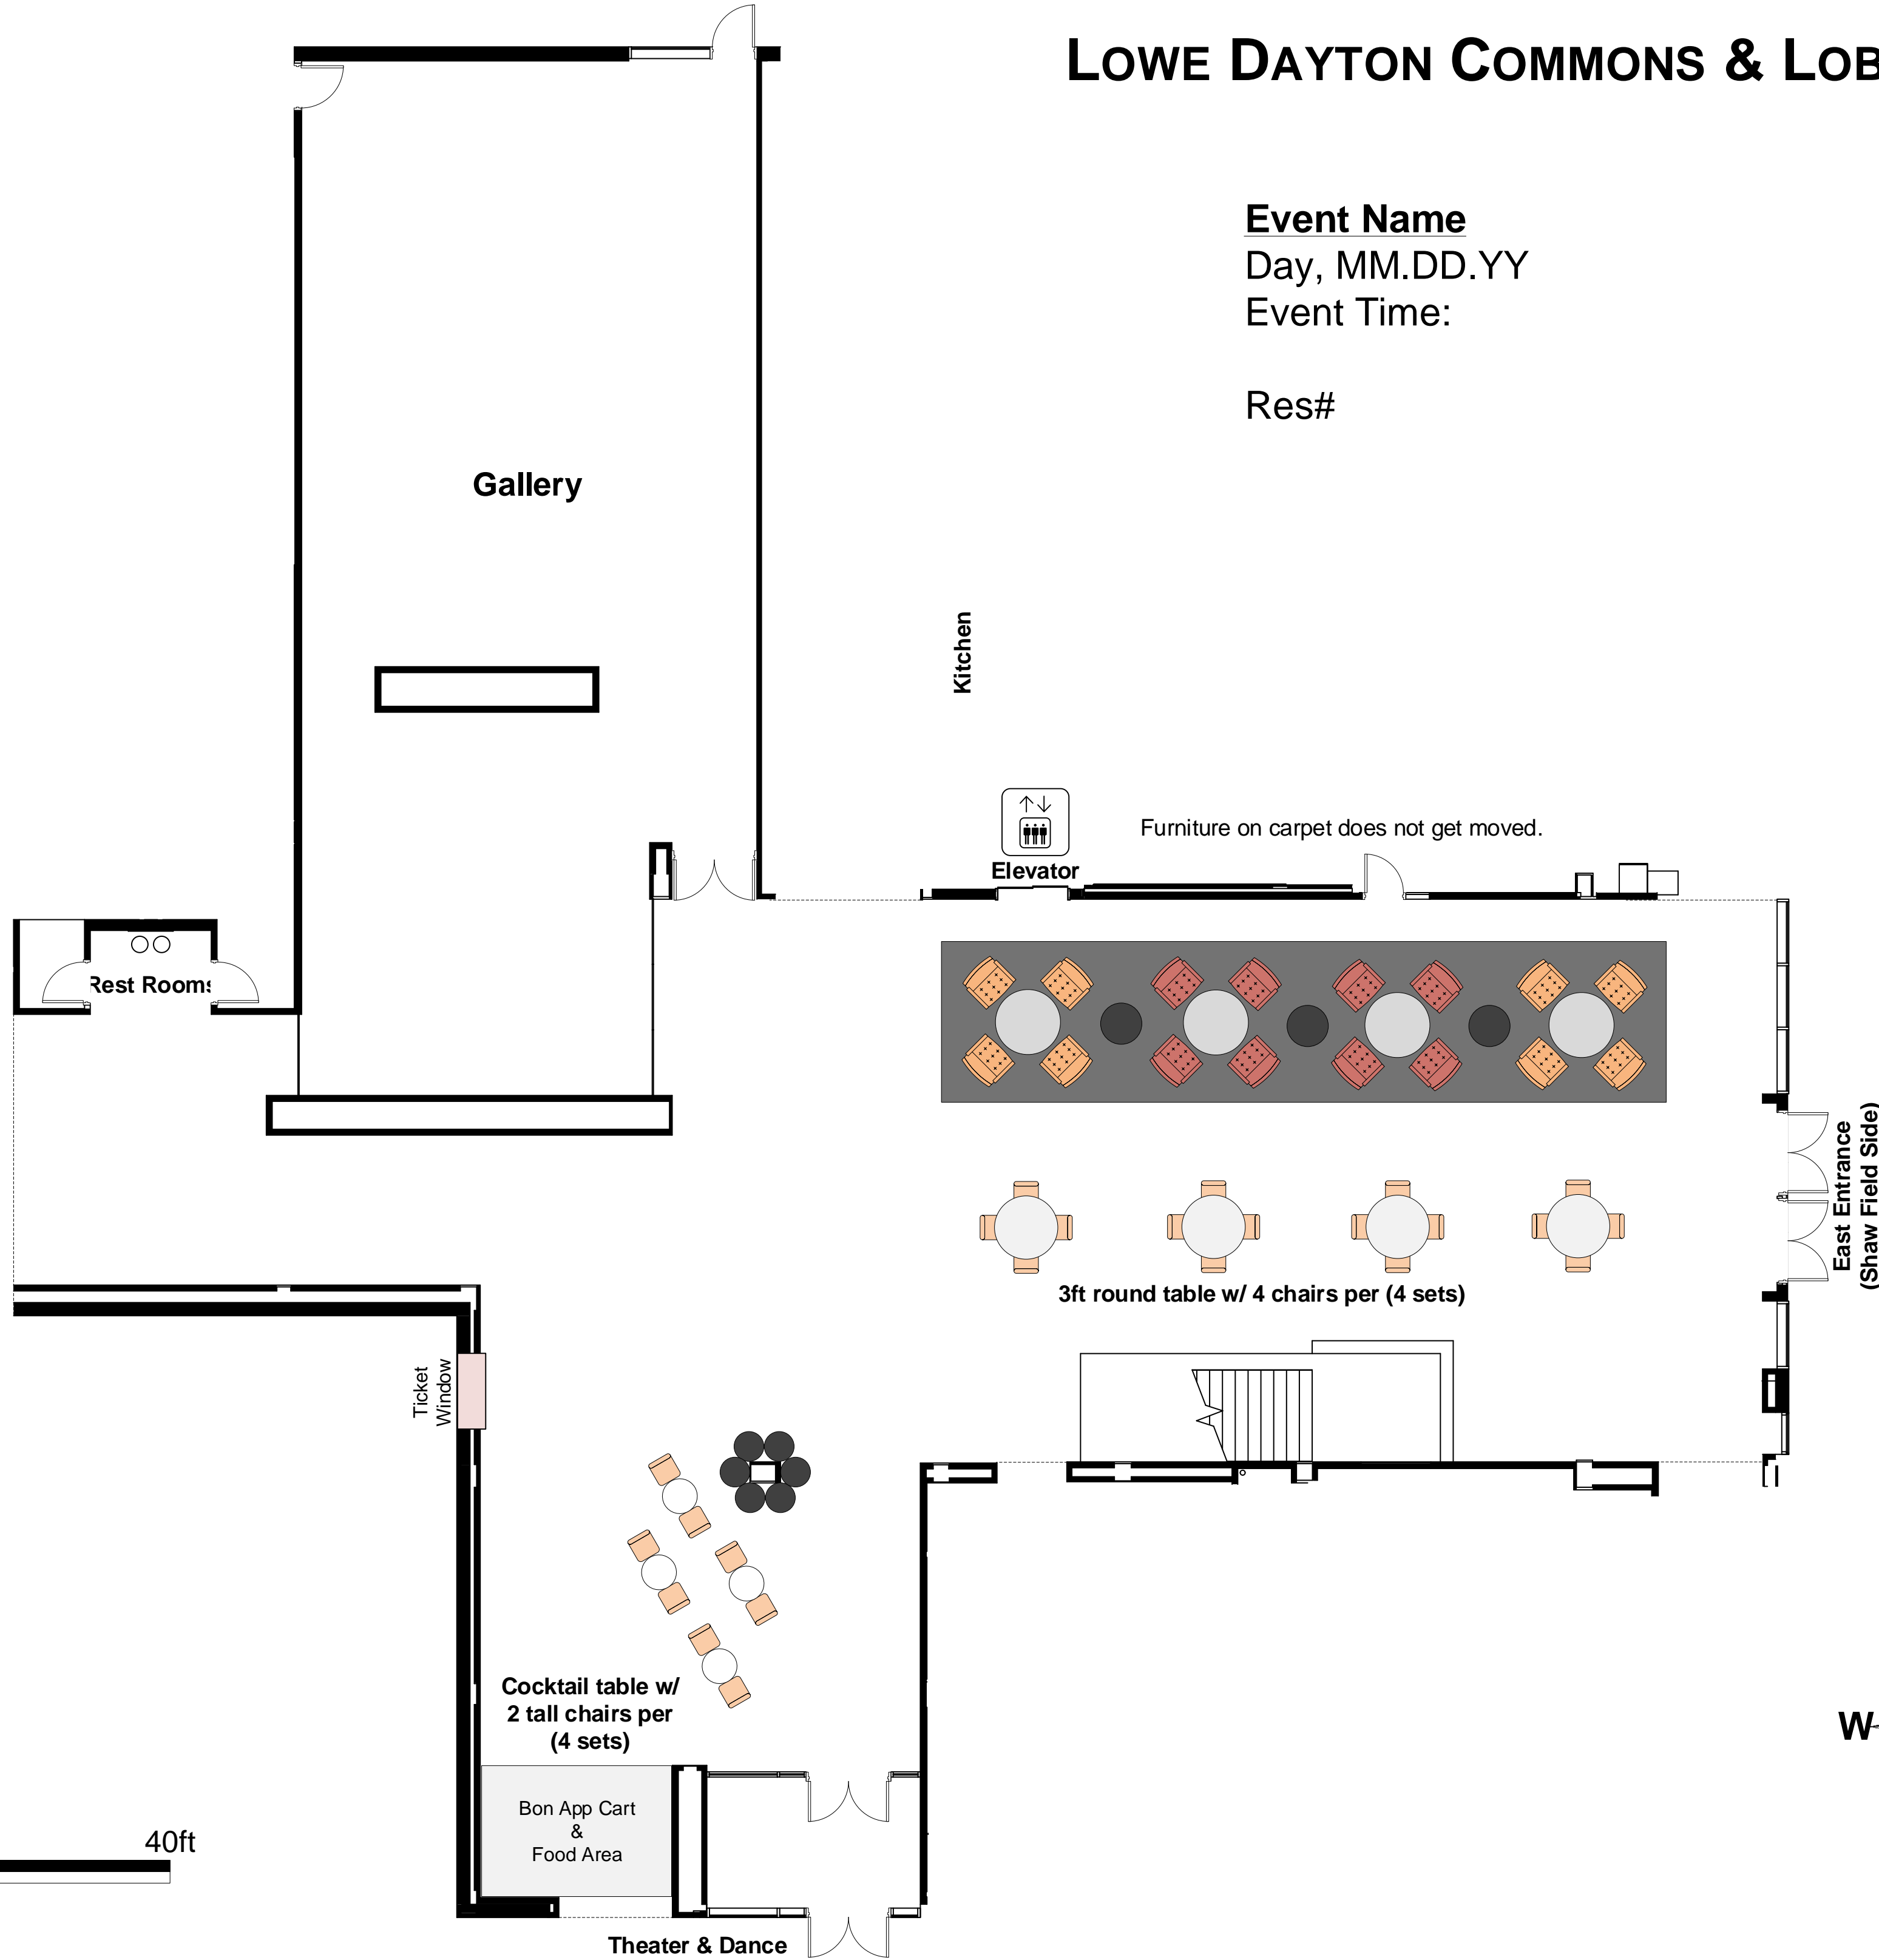 LOWE DAYTON COMMONS & LOB
Event Name
Day, MM.DD.YY
Event Time:
Res#
Gallery
Kitchen
Elevator
Furniture on carpet does not get moved.
Rest Rooms
East Entrance
(Shaw Field Side)
3ft round table w/ 4 chairs per (4 sets)
Ticket
Window
Cocktail table w/
2 tall chairs per
(4 sets)
W
Bon App Cart
&
Food Area
40ft
Theater & Dance